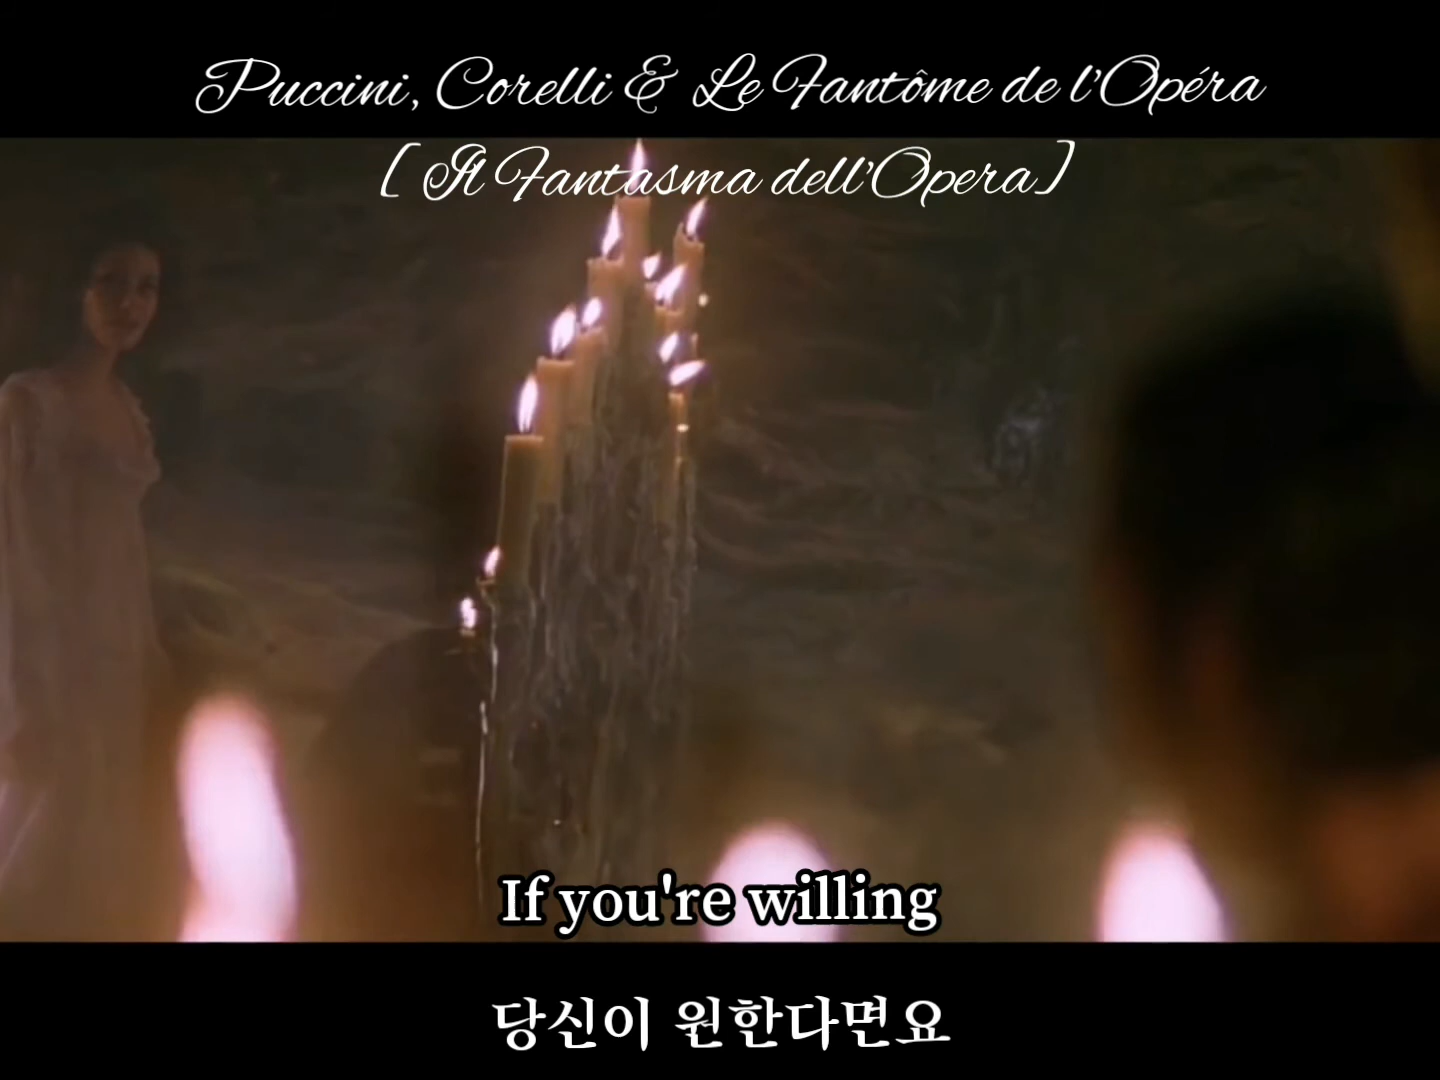 Puccini, Corelli & Le Fantôme de l'Opéra
[ Il Fantasma dell'Opera]
If you're willing
당신이 원한다면요